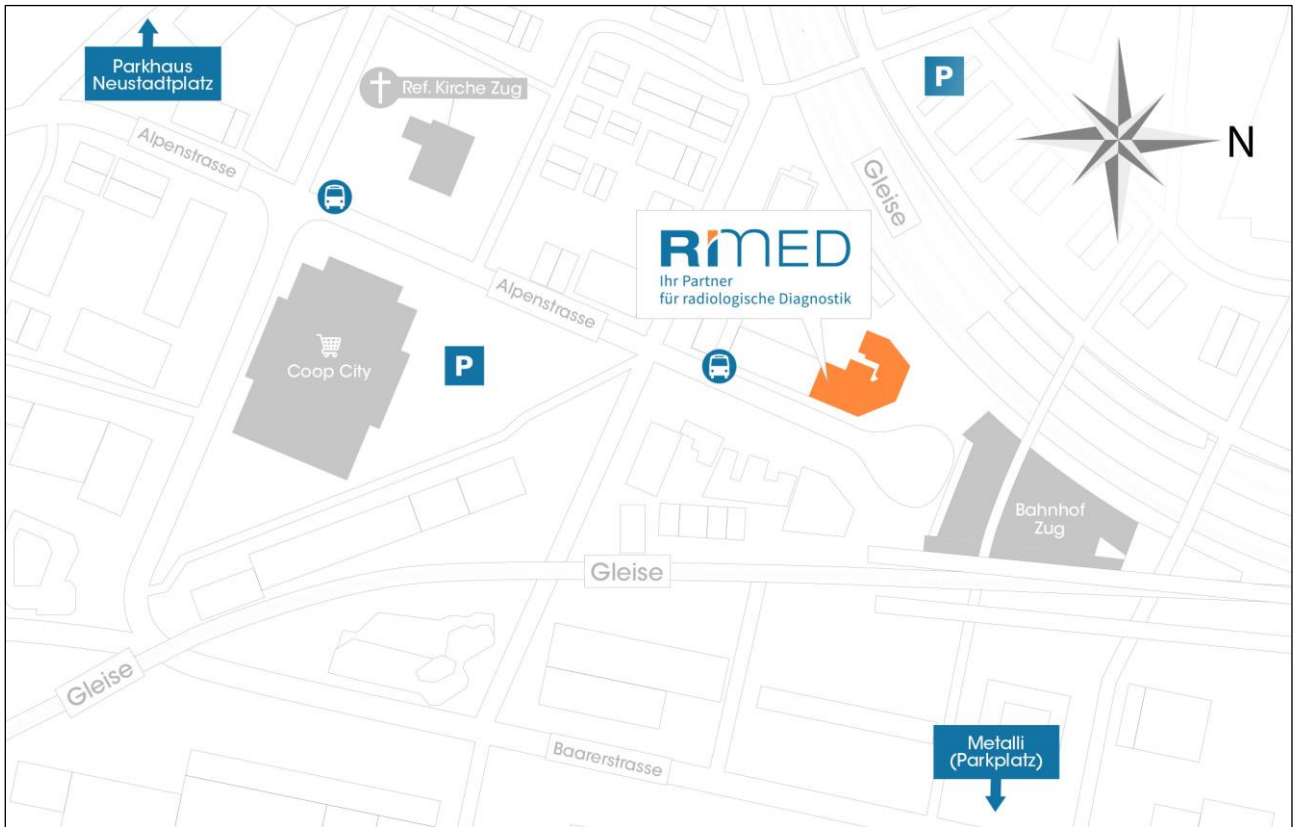 Parkhaus
Neustadtplatz
Ref. Kirche Zug
P
N
Alpenstrasse
Gleise
RIMED
Ihr Partner
für radiologische Diagnostik
Alpenstrasse
Coop City
P
Bahnhof
Zug
Gleise
Gleise
Baarerstrasse
Metalli
(Parkplatz)